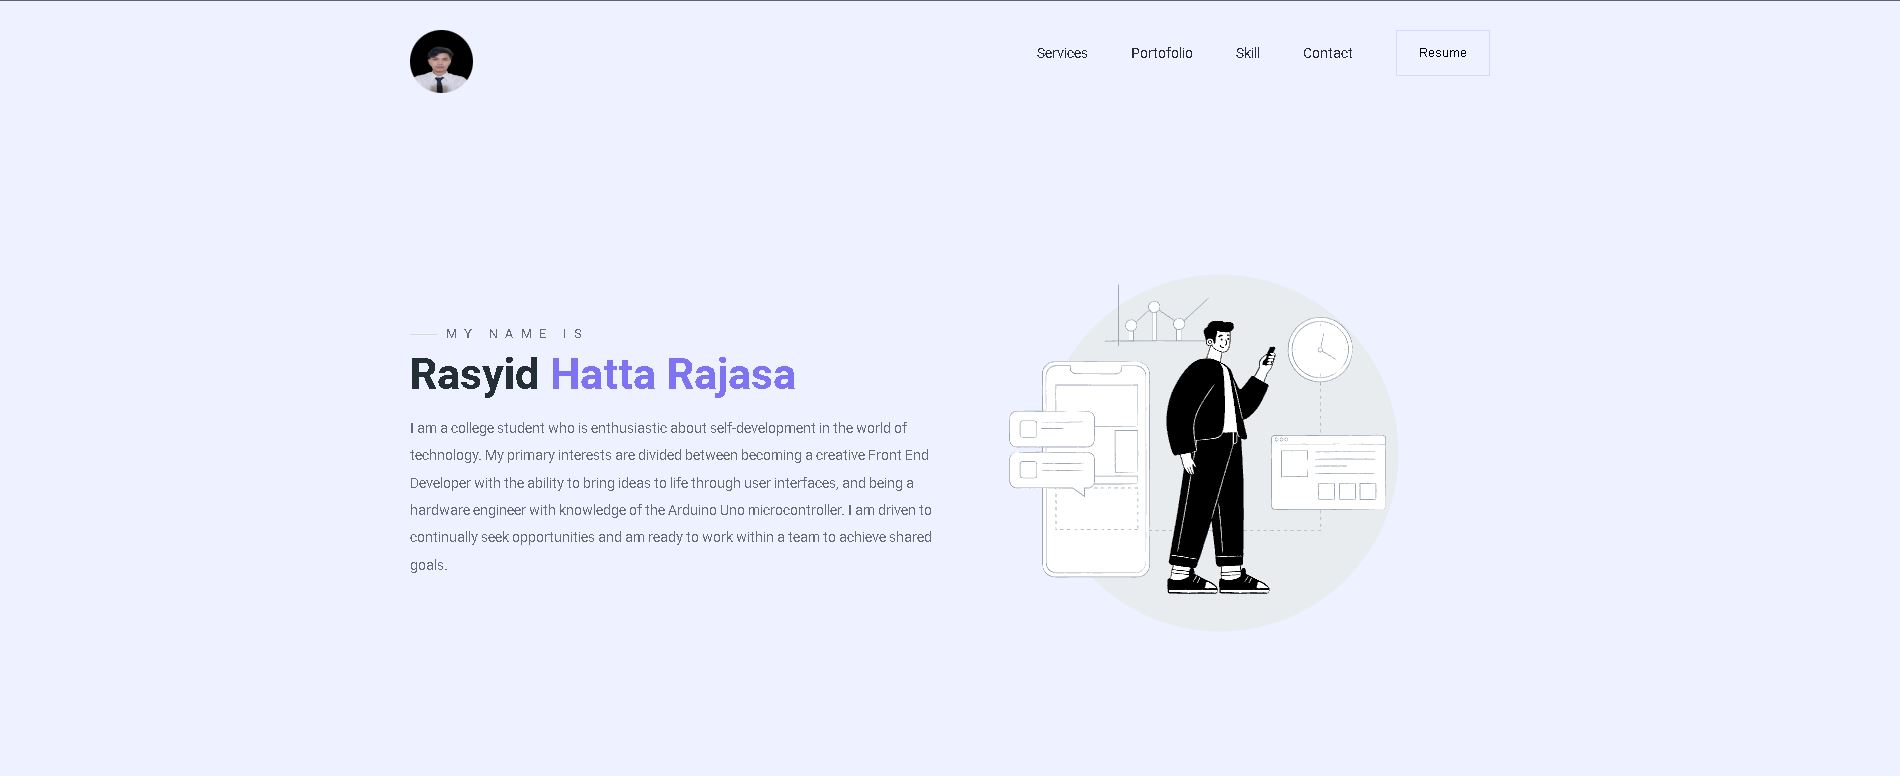 Services Portofolio Skill Contact Resume
MY NAME IS
Rasyid Hatta Rajasa
I am a college student who is enthusiastic about self-development in the world of
technology. My primary interests are divided between becoming a creative Front End
Developer with the ability to bring ideas to life through user interfaces, and being a
hardware engineer with knowledge of the Arduino Uno microcontroller. I am driven to
continually seek opportunities and am ready to work within a team to achieve shared
goals.